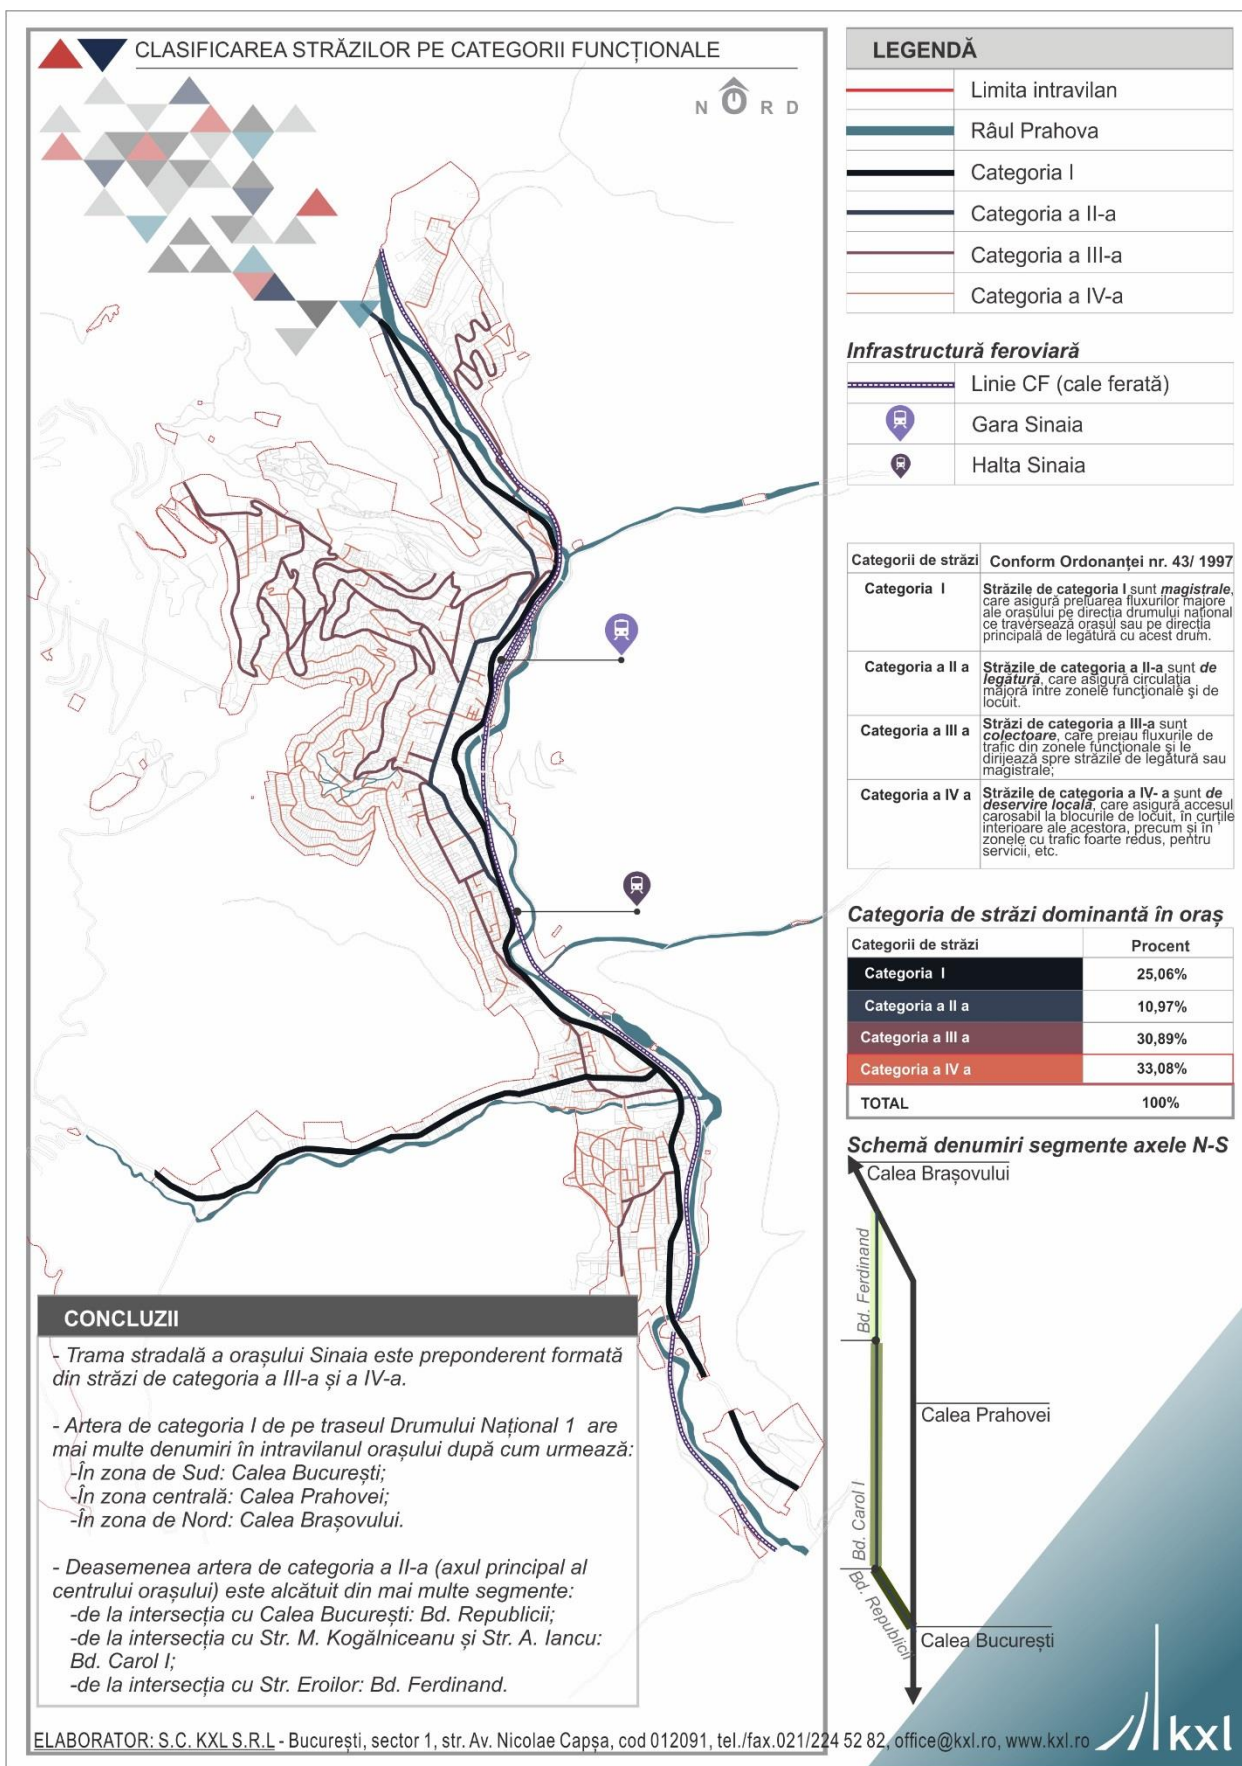 CLASIFICAREA STRĂZILOR PE CATEGORII FUNCȚIONALE
N O R D
LEGENDĂ
Limita intravilan
Râul Prahova
Categoria I
Categoria a II-a
Categoria a III-a
Categoria a IV-a
Infrastructură feroviară
Linie CF (cale ferată)
Gara Sinaia
Halta Sinaia
Categorii de străzi Conform Ordonanței nr. 43/ 1997
Categoria I
Străzile de categoria I sunt magistrale,
care asigură preluarea fluxurilor majore
ale orașului pe direcția drumului național
ce traversează orașul sau pe direcția
principală de legătură cu acest drum.
Categoria a II a
Străzile de categoria a II-a sunt de
legătură, care asigură circulația
majoră între zonele funcţionale şi de
locuit.
Categoria a III a
Străzi de categoria a III-a sunt
colectoare, care preiau fluxurile de
trafic din zonele funcționale și le
dirijează spre străzile de legătură sau
magistrale;
Categoria a IV a
Străzile de categoria a IV- a sunt de
deservire locală, care asigură accesul
carosabil la blocurile de locuit, în curțile
interioare ale acestora, precum și în
zonele cu trafic foarte redus, pentru
servicii, etc.
Categoria de străzi dominantă în oraș
Categorii de străzi Procent
Categoria I 25,06%
Categoria a II a 10,97%
Categoria a III a 30,89%
Categoria a IV a 33,08%
TOTAL 100%
Schemă denumiri segmente axele N-S
Calea Brașovului
Bd. Ferdinand
Calea Prahovei
Bd. Carol I
Bd. Republicii
Calea București
CONCLUZII
- Trama stradală a orașului Sinaia este preponderent formată
din străzi de categoria a III-a și a IV-a.
- Artera de categoria I de pe traseul Drumului Național 1 are
mai multe denumiri în intravilanul orașului după cum urmează:
-În zona de Sud: Calea București;
-În zona centrală: Calea Prahovei;
-În zona de Nord: Calea Brașovului.
- Deasemenea artera de categoria a II-a (axul principal al
centrului orașului) este alcătuit din mai multe segmente:
-de la intersecția cu Calea București: Bd. Republicii;
-de la intersecția cu Str. M. Kogălniceanu și Str. A. Iancu:
Bd. Carol I;
-de la intersecția cu Str. Eroilor: Bd. Ferdinand.
ELABORATOR: S.C. KXL S.R.L - București, sector 1, str. Av. Nicolae Capșa, cod 012091, tel./fax.021/224 52 82, office@kxl.ro, www.kxl.ro
kxl